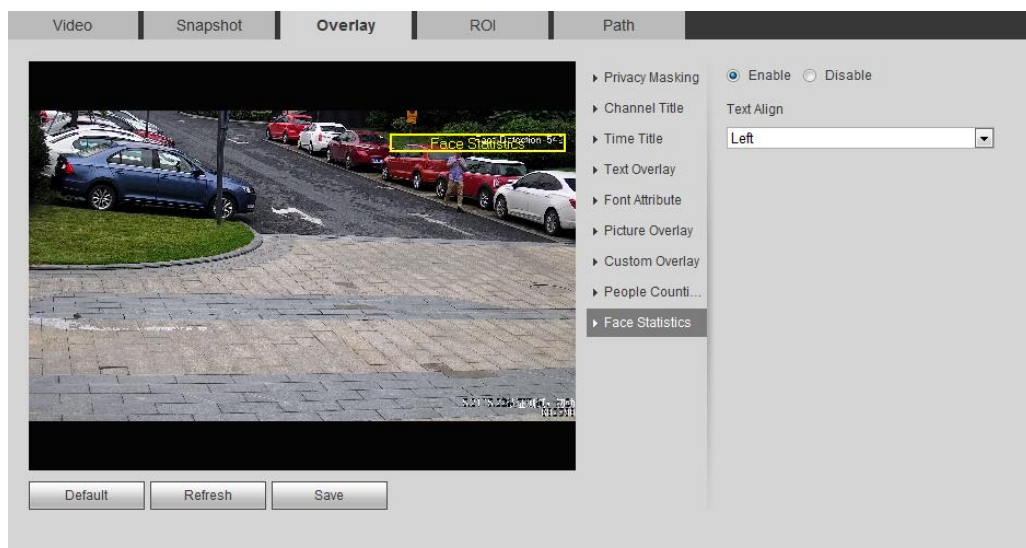 Video
Snapshot
Overlay
ROI
Path
Face Statistics
Privacy Masking
Channel Title
Time Title
Text Overlay
Font Attribute
Picture Overlay
Custom Overlay
People Counti...
Face Statistics
Enable
Disable
Text Align
Left
Default
Refresh
Save